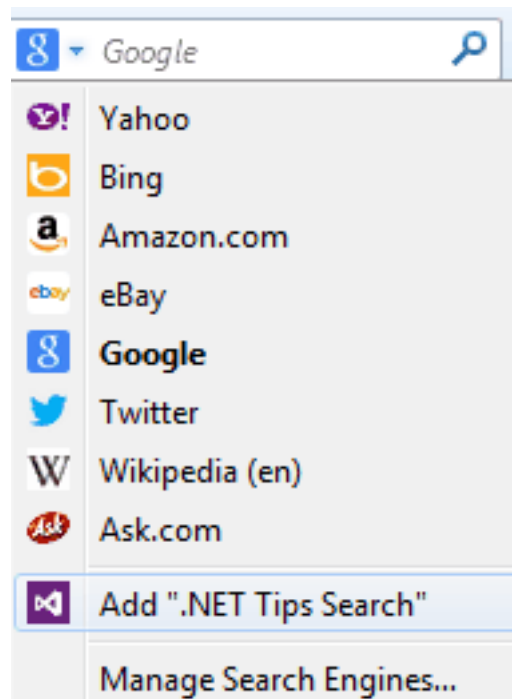 Google
Yahoo
Bing
Amazon.com
eBay
Google
Twitter
Wikipedia (en)
Ask.com
Add ".NET Tips Search"
Manage Search Engines...